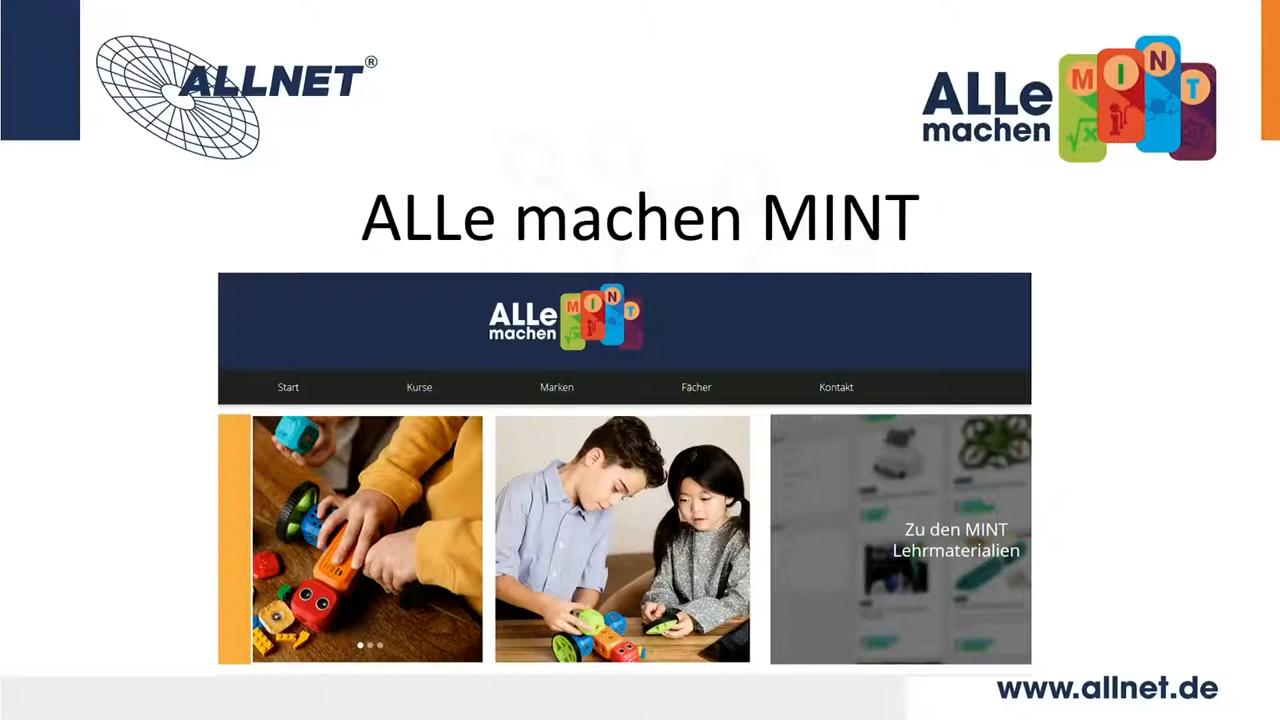 ALLNET®
ALLe
machen
M I N T
ALLe machen MINT
ALLe
machen
M I N T
Start Kurse Marken Fächer Kontakt
Zu den MINT
Lehrmaterialien
www.allnet.de